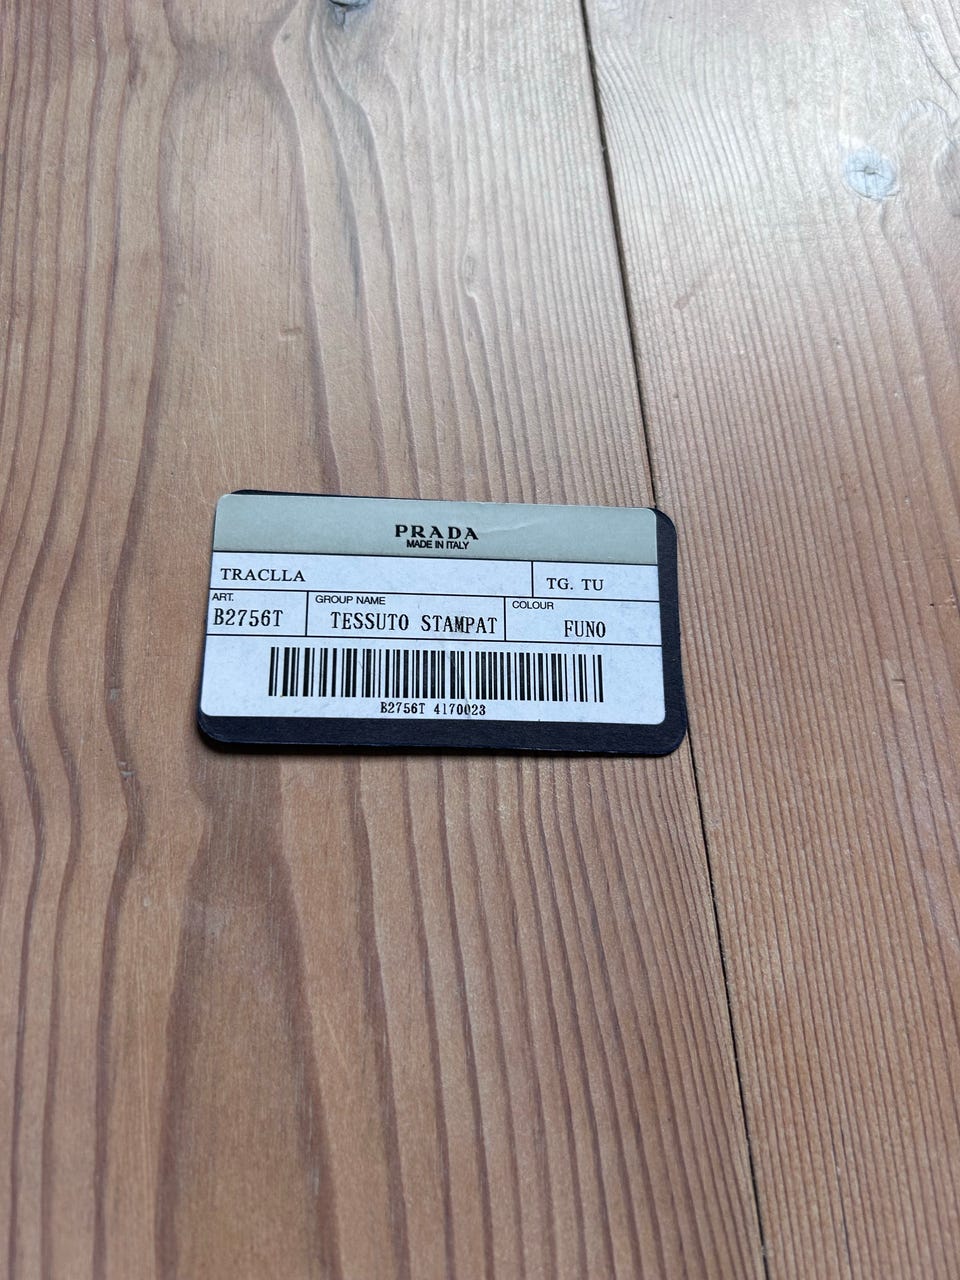 PRADA
MADE IN ITALY
TRACLLA
TG. TU
ART.
B2756T
GROUP NAME
TESSUTO STAMPAT
COLOUR
FUNO
B2756T 4170023